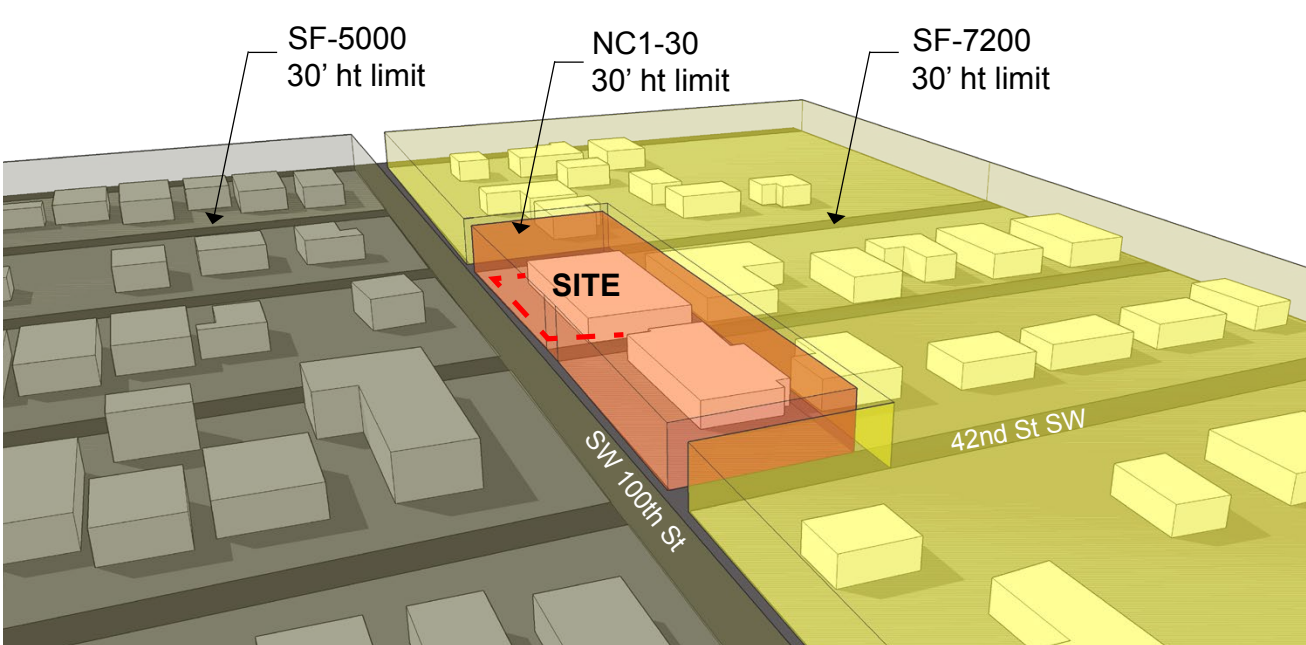 SF-5000
30' ht limit
NC1-30
30' ht limit
SF-7200
30' ht limit
SITE
42nd St SW
SW 100th St